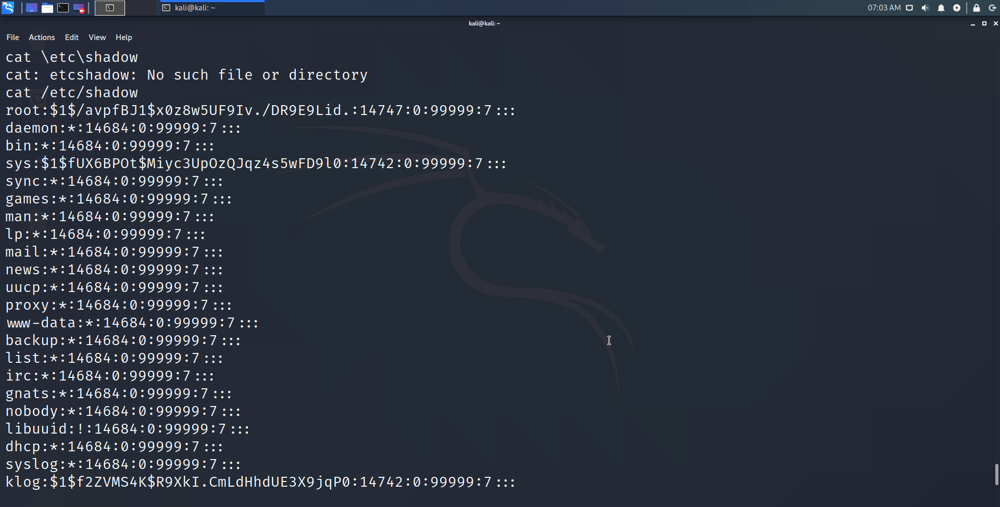 kali@kali: ~
07:03 AM
kali@kali: ~
File Actions Edit View Help
cat \etc\shadow
cat: etcshadow: No such file or directory
cat /etc/shadow
root:$1$/avpfBJ1$x0z8w5UF9Iv./DR9E9Lid.:14747:0:99999:7:::
daemon:*:14684:0:99999:7:::
bin:*:14684:0:99999:7:::
sys:$1$fUX6BPOt$Miyc3UpOzQJqz4s5wFD9l0:14742:0:99999:7:::
sync:*:14684:0:99999:7:::
games:*:14684:0:99999:7:::
man:*:14684:0:99999:7:::
lp:*:14684:0:99999:7:::
mail:*:14684:0:99999:7:::
news:*:14684:0:99999:7:::
uucp:*:14684:0:99999:7:::
proxy:*:14684:0:99999:7:::
www-data:*:14684:0:99999:7:::
backup:*:14684:0:99999:7:::
list:*:14684:0:99999:7:::
irc:*:14684:0:99999:7:::
gnats:*:14684:0:99999:7:::
nobody:*:14684:0:99999:7:::
libuuid:!:14684:0:99999:7:::
dhcp:*:14684:0:99999:7:::
syslog:*:14684:0:99999:7:::
klog:$1$f2ZVMS4K$R9XkI.CmLdHhdUE3X9jqP0:14742:0:99999:7:::